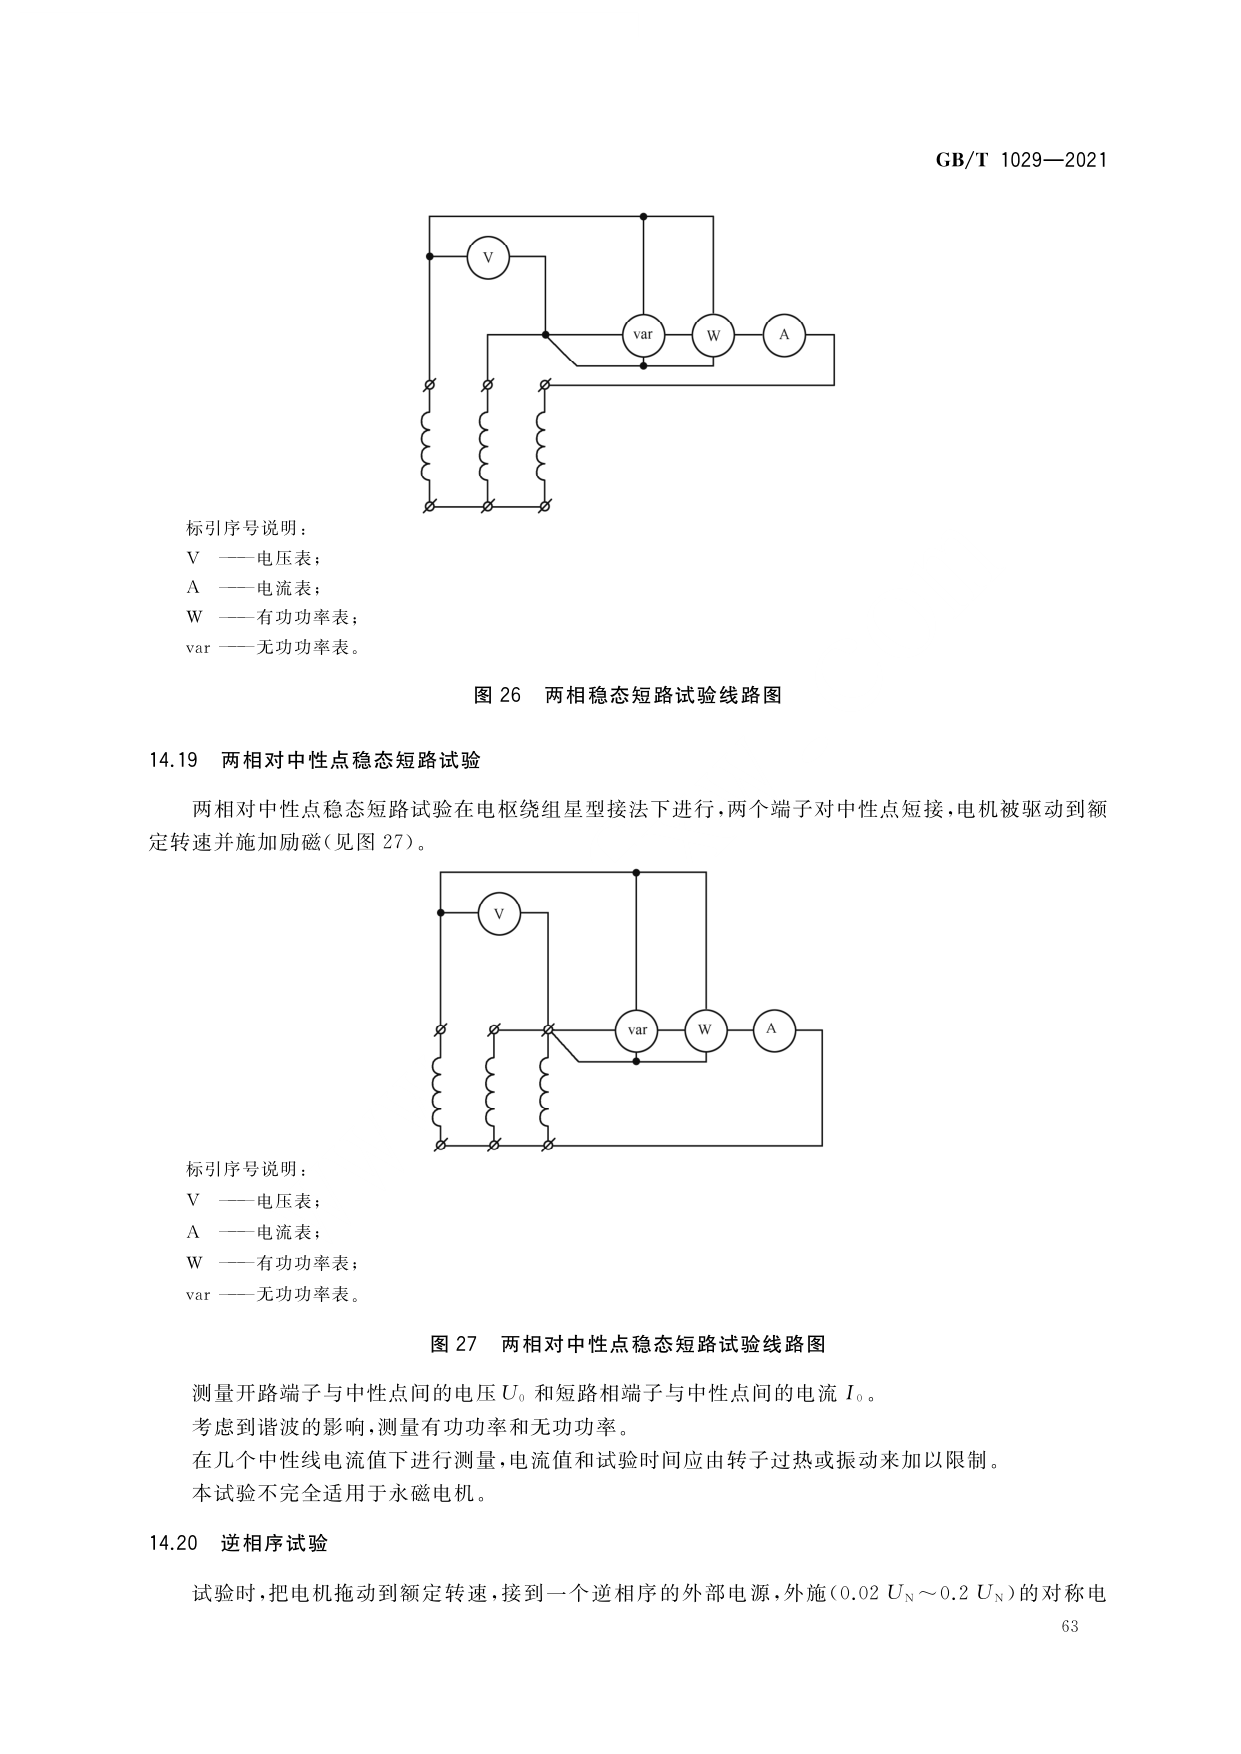 GB/T 1029—2021
V
var
W
A
标引序号说明：
V ——电压表；
A ——电流表；
W ——有功功率表；
var ——无功功率表。
图 26 两相稳态短路试验线路图
14.19 两相对中性点稳态短路试验
两相对中性点稳态短路试验在电枢绕组星型接法下进行，两个端子对中性点短接，电机被驱动到额
定转速并施加励磁（见图 27）。
V
var
W
A
标引序号说明：
V ——电压表；
A ——电流表；
W ——有功功率表；
var ——无功功率表。
图 27 两相对中性点稳态短路试验线路图
测量开路端子与中性点间的电压 U₀ 和短路相端子与中性点间的电流 I₀。
考虑到谐波的影响，测量有功功率和无功功率。
在几个中性线电流值下进行测量，电流值和试验时间应由转子过热或振动来加以限制。
本试验不完全适用于永磁电机。
14.20 逆相序试验
试验时，把电机拖动到额定转速，接到一个逆相序的外部电源，外施（0.02 U_N～0.2 U_N）的对称电
63